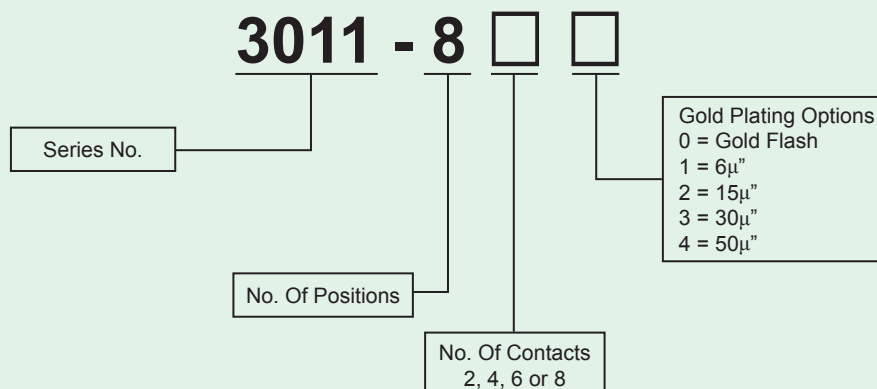 3011 - 8 □ □
Series No.
Gold Plating Options
0 = Gold Flash
1 = 6μ”
2 = 15μ”
3 = 30μ”
4 = 50μ”
No. Of Positions
No. Of Contacts
2, 4, 6 or 8